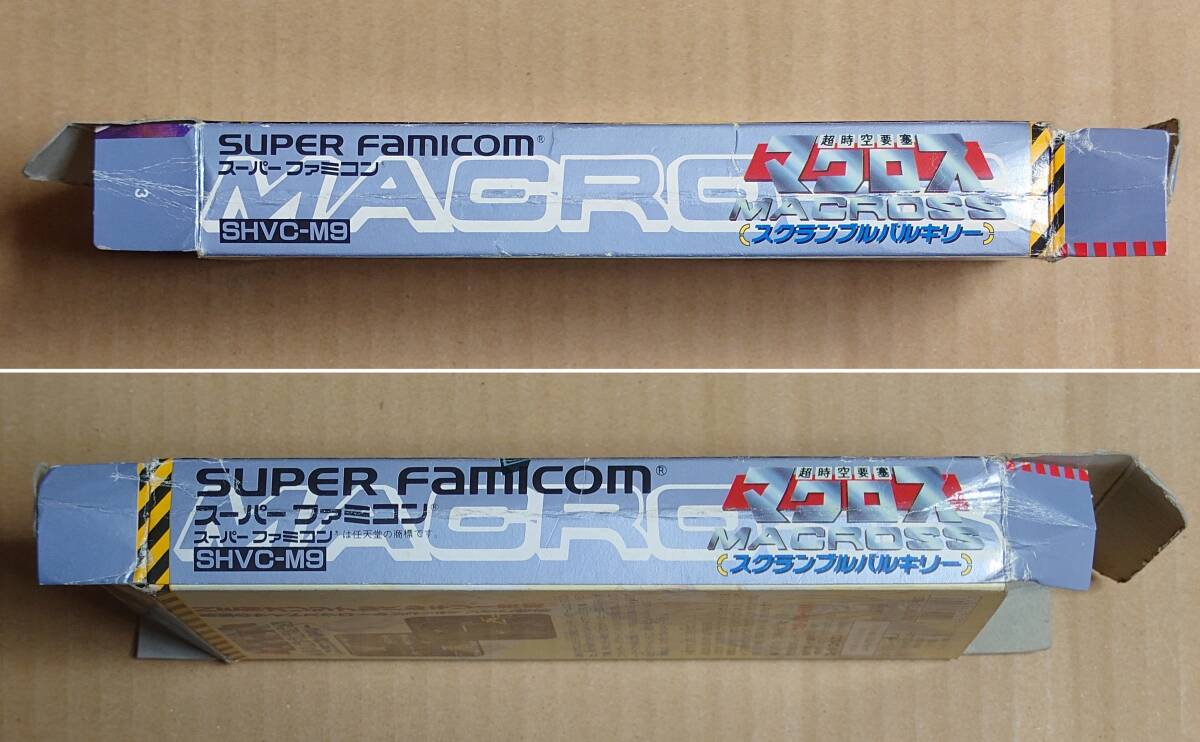 SUPER FAMICOM®
スーパーファミコン
SHVC-M9
MACROSS
超時空要塞
マクロス
MACROSS
スクランブルバルキリー
3
SUPER FAMICOM®
スーパーファミコン®
スーパーファミコン®は任天堂の商標です。
SHVC-M9
MACROSS
超時空要塞
マクロス
MACROSS
スクランブルバルキリー